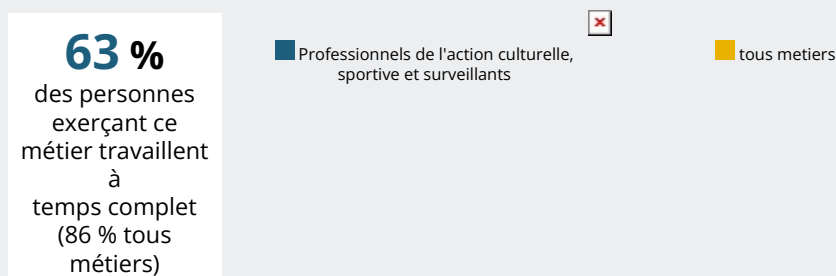 63 %
des personnes
exerçant ce
métier travaillent
à
temps complet
(86 % tous
métiers)
Professionnels de l'action culturelle,
sportive et surveillants
tous metiers